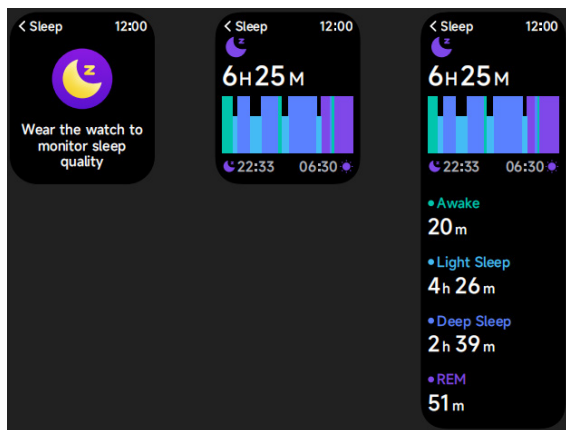 < Sleep 12:00
z
Wear the watch to
monitor sleep
quality
< Sleep 12:00
z
6H25M
22:33 06:30
< Sleep 12:00
z
6H25M
22:33 06:30
• Awake
20m
• Light Sleep
4h 26m
• Deep Sleep
2h 39m
• REM
51m